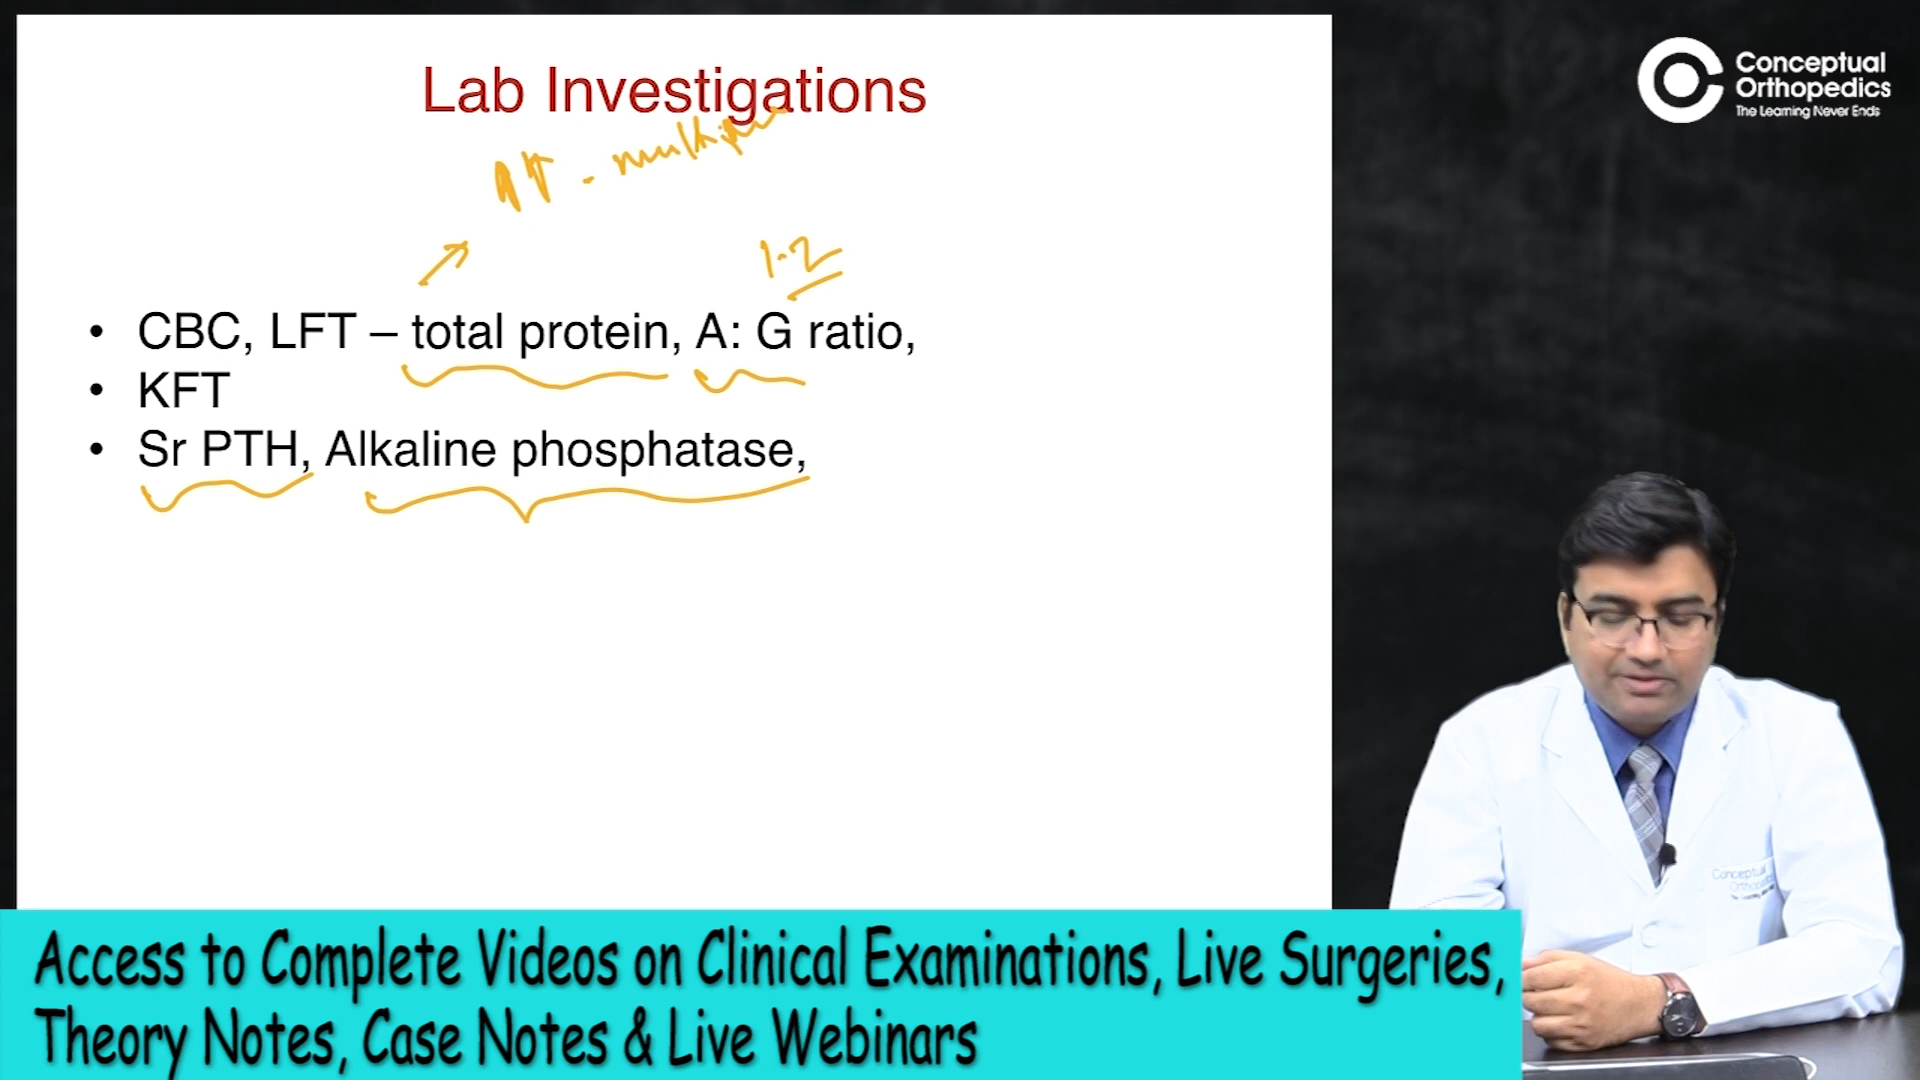 Lab Investigations
Conceptual
Orthopedics
The Learning Never Ends
1-2
• CBC, LFT – total protein, A: G ratio,
• KFT
• Sr PTH, Alkaline phosphatase,
Conceptual
Access to Complete Videos on Clinical Examinations, Live Surgeries,
Theory Notes, Case Notes & Live Webinars